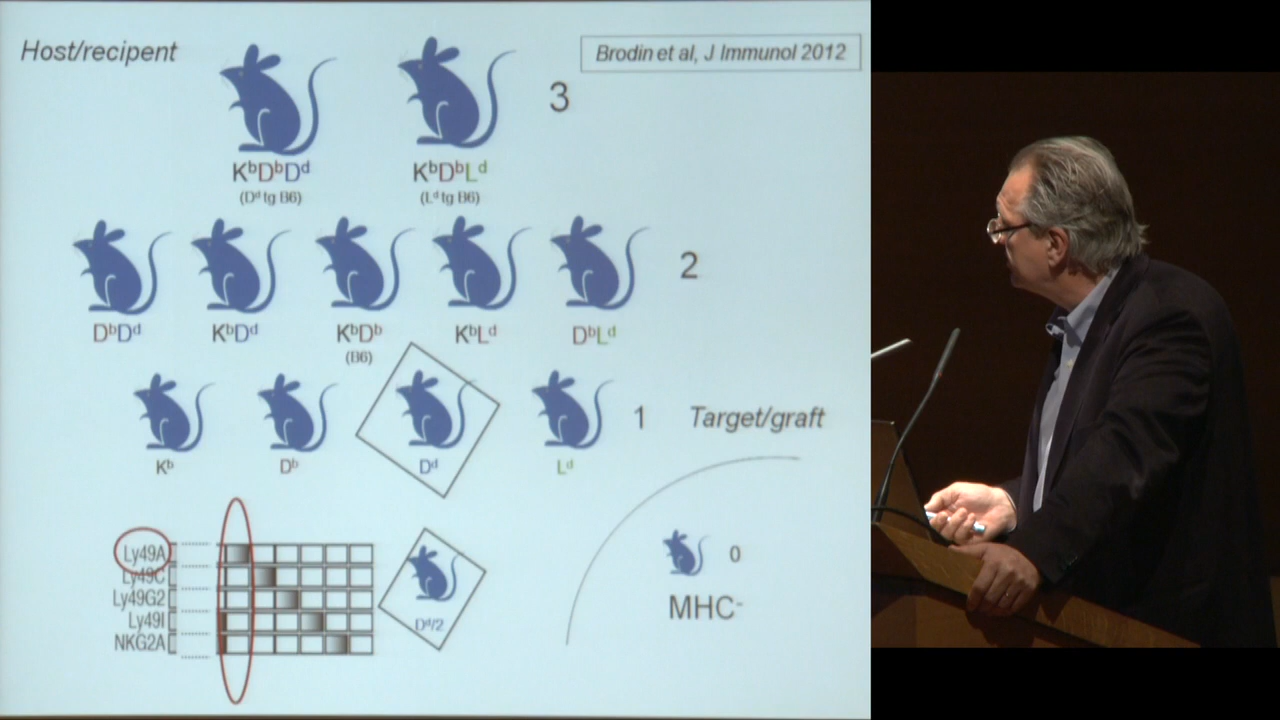 Host/recipent
Brodin et al, J Immunol 2012
3
KᵇDᵇDᵈ
KᵇDᵇLᵈ
(Dᵈ tg B6)
(Lᵈ tg B6)
2
DᵇDᵈ
KᵇDᵈ
KᵇDᵇ
KᵇLᵈ
DᵇLᵈ
(B6)
1
Target/graft
Kᵇ
Dᵇ
Dᵈ
Lᵈ
Ly49A
Ly49C
Ly49G2
Ly49I
NKG2A
Dᵈ/2
0
MHC⁻